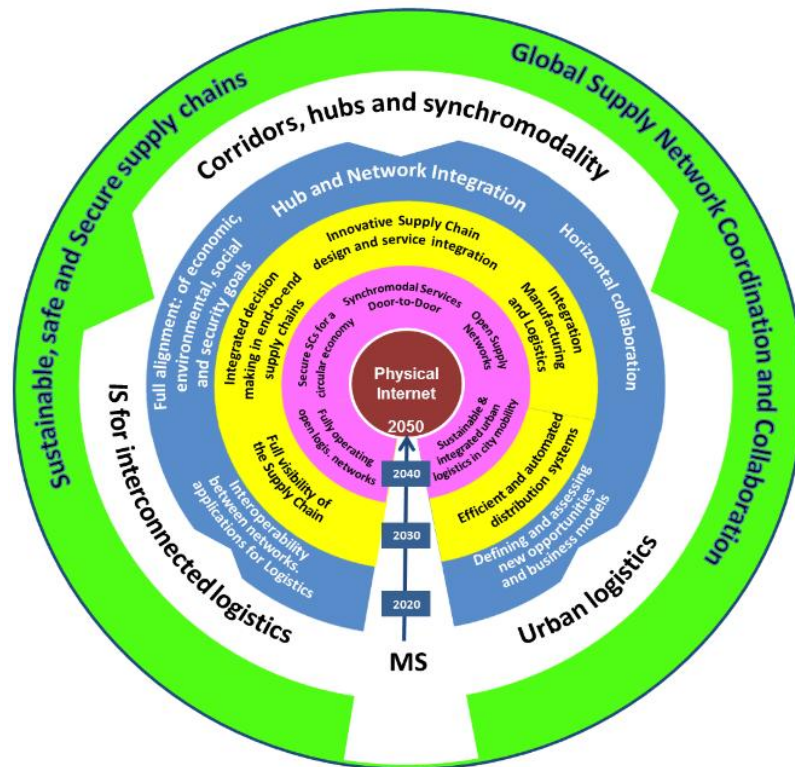 Sustainable, safe and Secure supply chains
Global Supply Network Coordination and Collaboration
Corridors, hubs and synchromodality
IS for interconnected logistics
Urban logistics
Hub and Network Integration
Full alignment: of economic,
environmental, social
and security goals
Horizontal collaboration
Interoperability
between networks.
applications for Logistics
Defining and assessing
new opportunities
and business models
Innovative Supply Chain
design and service integration
Integrated decision
making in end-to-end
supply chains
Integration
Manufacturing
and Logistics
Full visibility of
the Supply Chain
Efficient and automated
distribution systems
Synchromodal Services
Door-to-Door
Secure SCs for a
circular economy
Open Supply
Networks
Fully operating
open logis. networks
Sustainable &
integrated urban
logistics in city mobility
Physical
Internet
2050
2040
2030
2020
MS